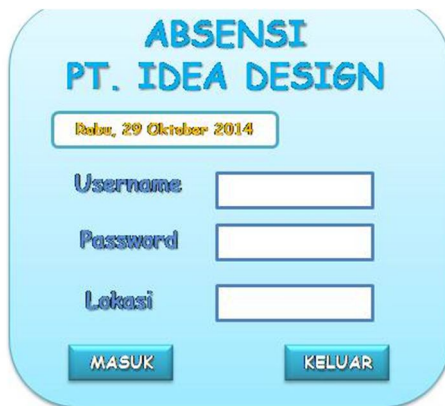 ABSENSI
PT. IDEA DESIGN
Rabu, 29 Oktober 2014
Username
Password
Lokasi
MASUK KELUAR